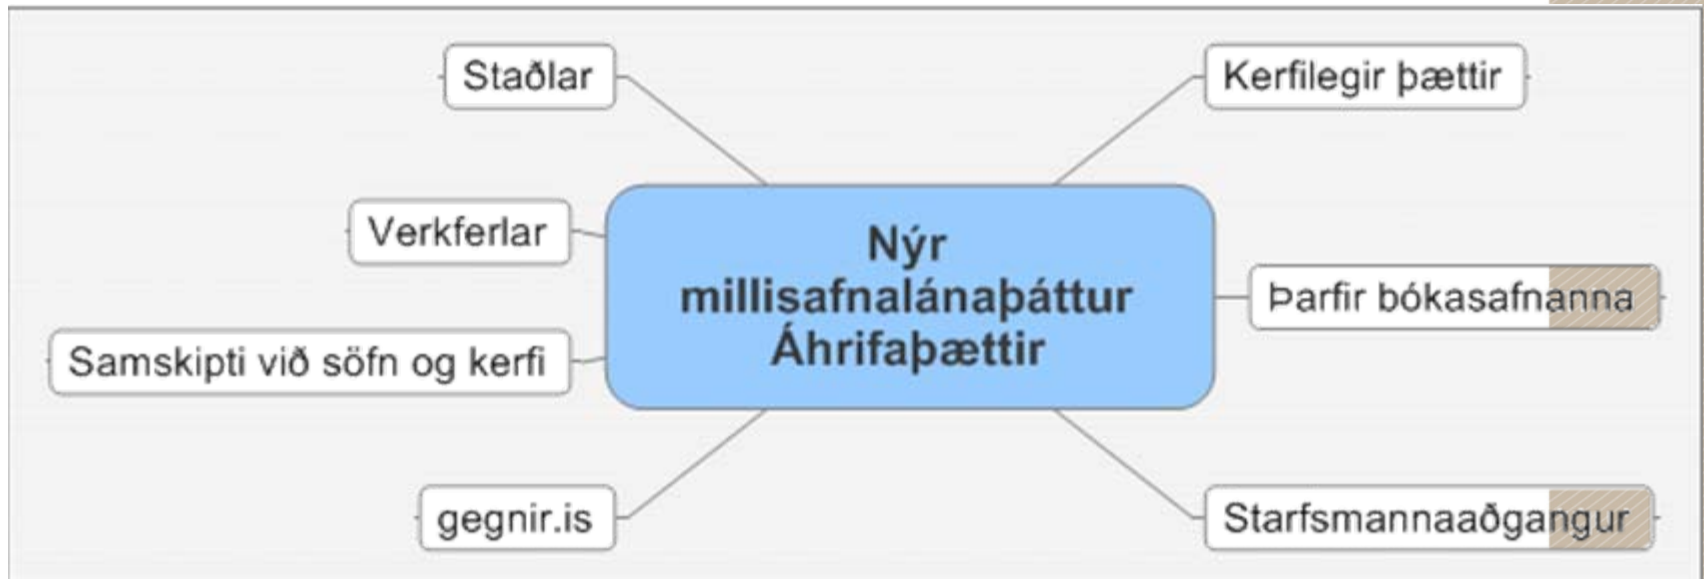 Staðlar
Kerfilegir þættir
Verkferlar
Nýr
millisafnalánaþáttur
Áhrifaþættir
Þarfir bókasafnanna
Samskipti við söfn og kerfi
gegnir.is
Starfsmannaaðgangur